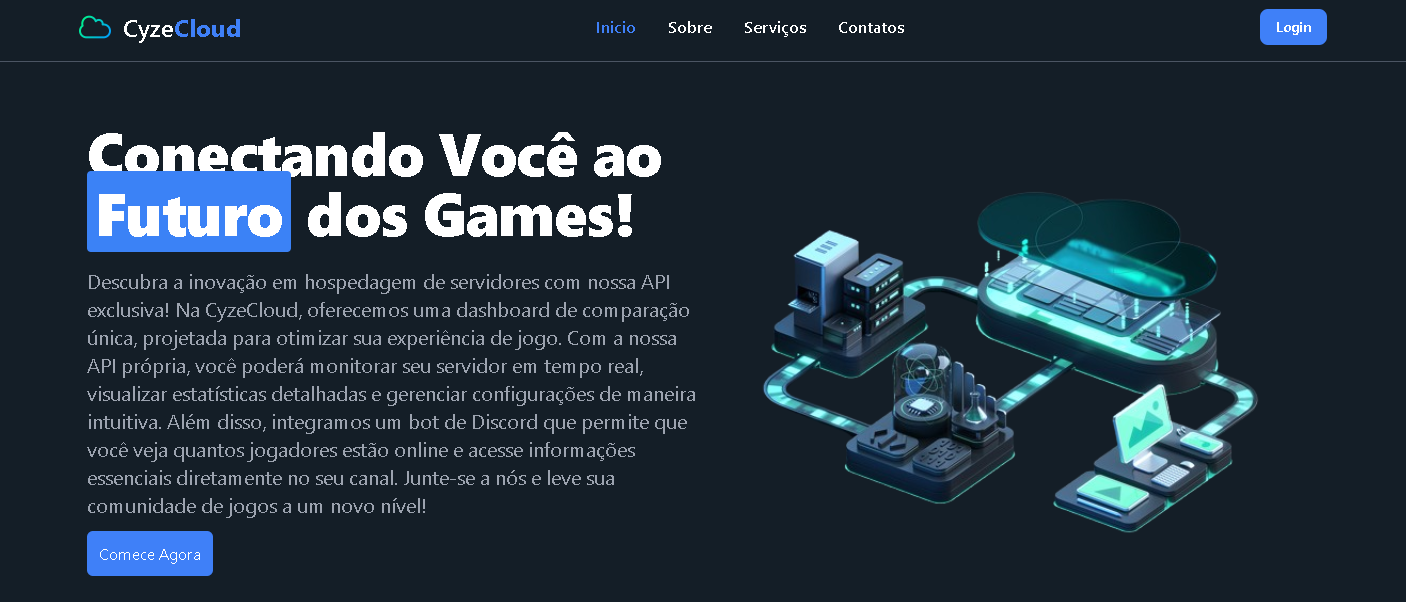 CyzeCloud
Inicio
Sobre
Serviços
Contatos
Login
Conectando Você ao
Futuro dos Games!
Descubra a inovação em hospedagem de servidores com nossa API
exclusiva! Na CyzeCloud, oferecemos uma dashboard de comparação
única, projetada para otimizar sua experiência de jogo. Com a nossa
API própria, você poderá monitorar seu servidor em tempo real,
visualizar estatísticas detalhadas e gerenciar configurações de maneira
intuitiva. Além disso, integramos um bot de Discord que permite que
você veja quantos jogadores estão online e acesse informações
essenciais diretamente no seu canal. Junte-se a nós e leve sua
comunidade de jogos a um novo nível!
Comece Agora